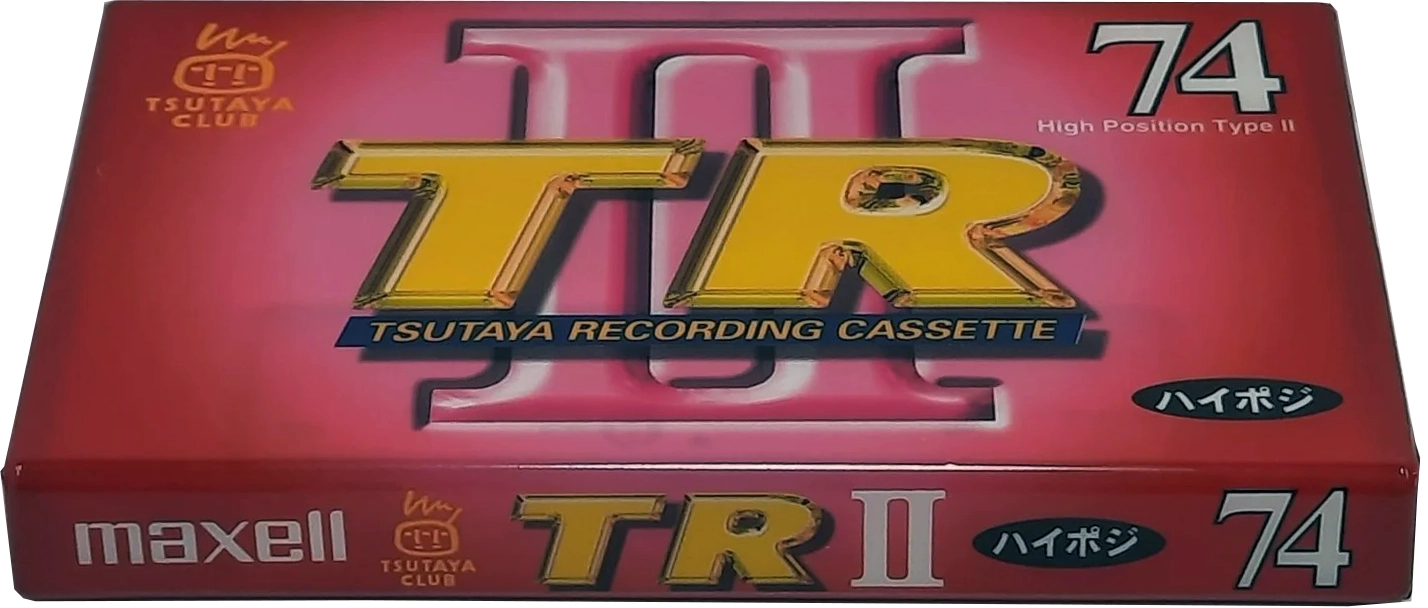 TSUTAYA
CLUB
II
74
High Position Type II
TR
TSUTAYA RECORDING CASSETTE
ハイポジ
maxell
TSUTAYA
CLUB
TR II
ハイポジ
74